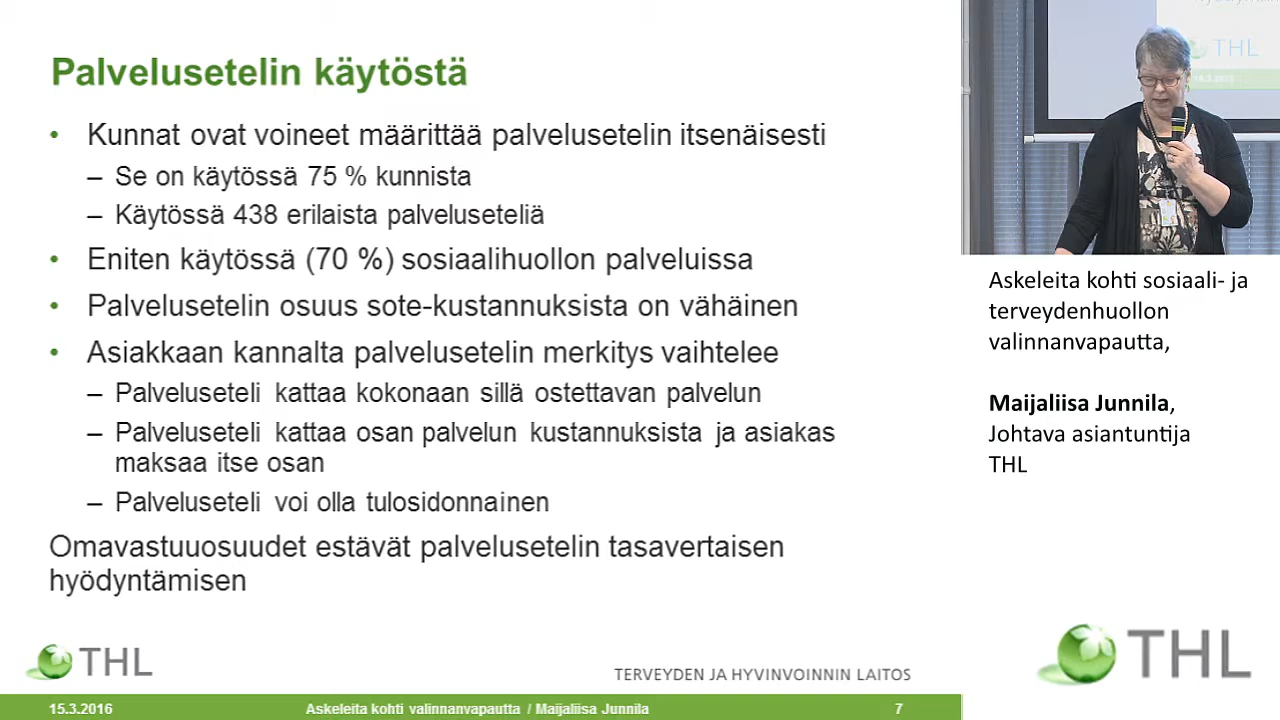 Palvelusetelin käytöstä
• Kunnat ovat voineet määrittää palvelusetelin itsenäisesti
– Se on käytössä 75 % kunnista
– Käytössä 438 erilaista palveluseteliä
• Eniten käytössä (70 %) sosiaalihuollon palveluissa
• Palvelusetelin osuus sote-kustannuksista on vähäinen
• Asiakkaan kannalta palvelusetelin merkitys vaihtelee
– Palveluseteli kattaa kokonaan sillä ostettavan palvelun
– Palveluseteli kattaa osan palvelun kustannuksista ja asiakas
maksaa itse osan
– Palveluseteli voi olla tulosidonnainen
Omavastuuosuudet estävät palvelusetelin tasavertaisen
hyödyntämisen
THL
TERVEYDEN JA HYVINVOINNIN LAITOS
15.3.2016
Askeleita kohti valinnanvapautta / Maijaliisa Junnila
7
THL
Askeleita kohti sosiaali- ja
terveydenhuollon
valinnanvapautta,
Maijaliisa Junnila,
Johtava asiantuntija
THL
THL